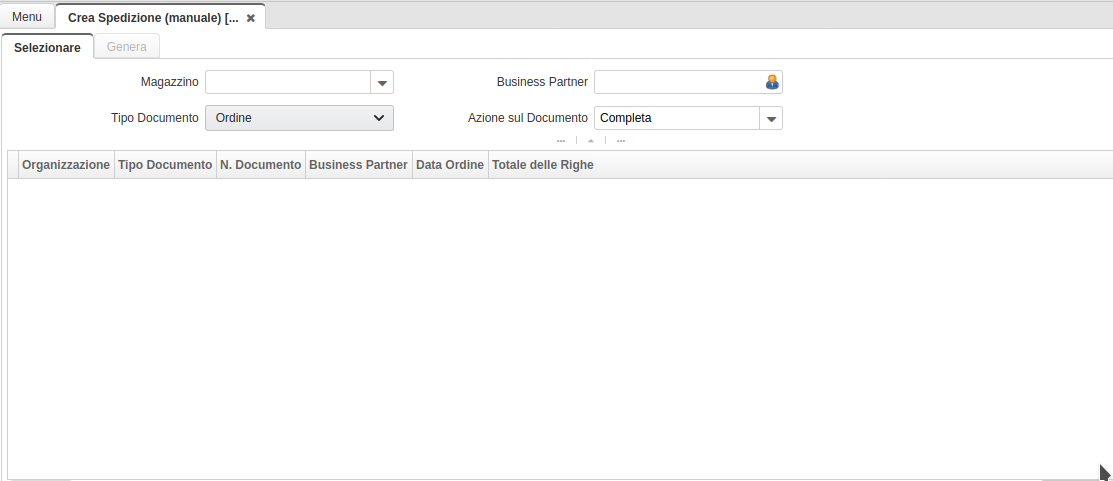 Menu Crea Spedizione (manuale) [...
Selezionare Genera
Magazzino Business Partner
Tipo Documento Ordine Azione sul Documento Completa
Organizzazione Tipo Documento N. Documento Business Partner Data Ordine Totale delle Righe